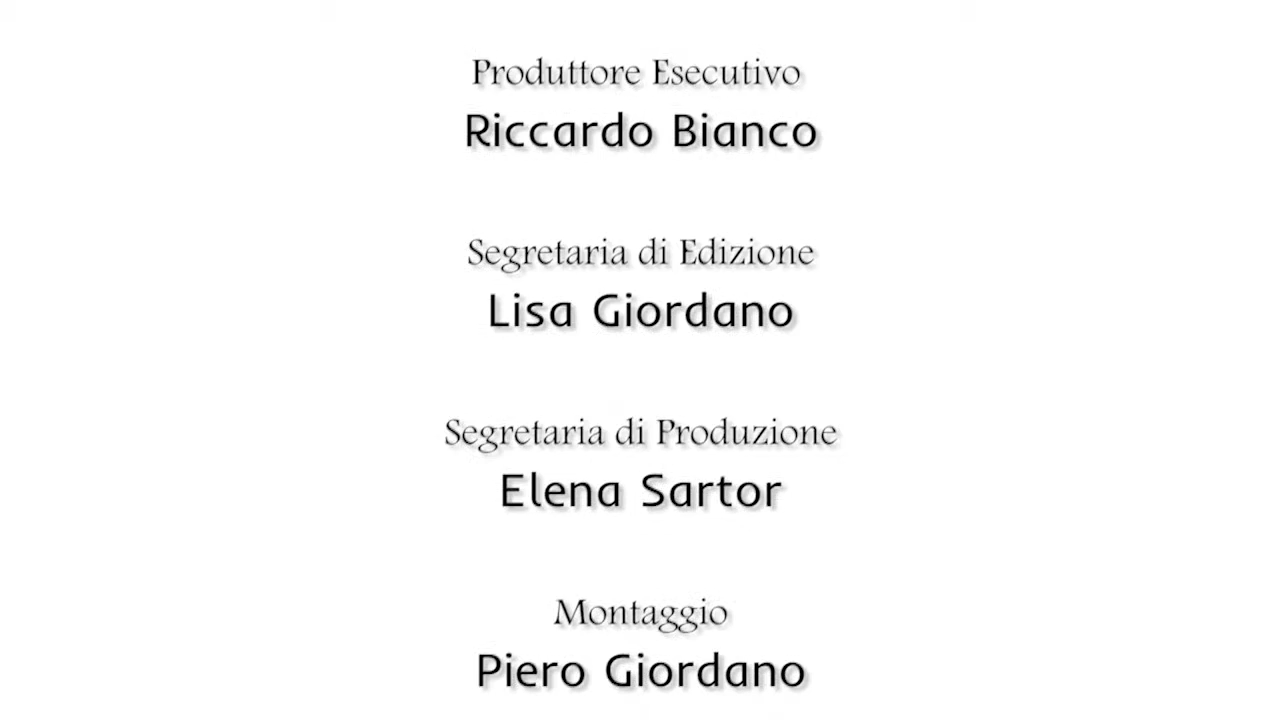 Produttore Esecutivo
Riccardo Bianco
Segretaria di Edizione
Lisa Giordano
Segretaria di Produzione
Elena Sartor
Montaggio
Piero Giordano